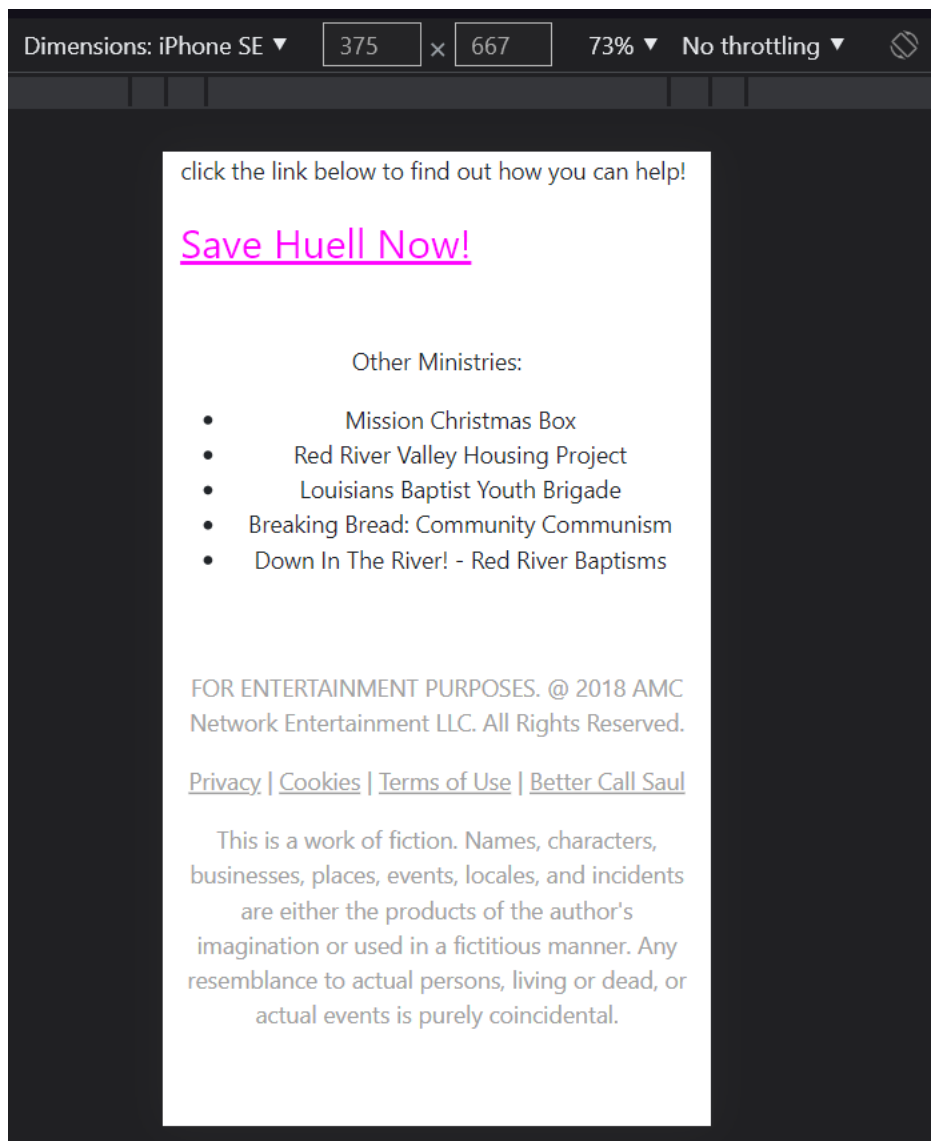 Dimensions: iPhone SE ▼ 375 × 667 73% ▼ No throttling ▼
click the link below to find out how you can help!
Save Huell Now!
Other Ministries:
• Mission Christmas Box
• Red River Valley Housing Project
• Louisians Baptist Youth Brigade
• Breaking Bread: Community Communism
• Down In The River! - Red River Baptisms
FOR ENTERTAINMENT PURPOSES. @ 2018 AMC
Network Entertainment LLC. All Rights Reserved.
Privacy | Cookies | Terms of Use | Better Call Saul
This is a work of fiction. Names, characters,
businesses, places, events, locales, and incidents
are either the products of the author's
imagination or used in a fictitious manner. Any
resemblance to actual persons, living or dead, or
actual events is purely coincidental.